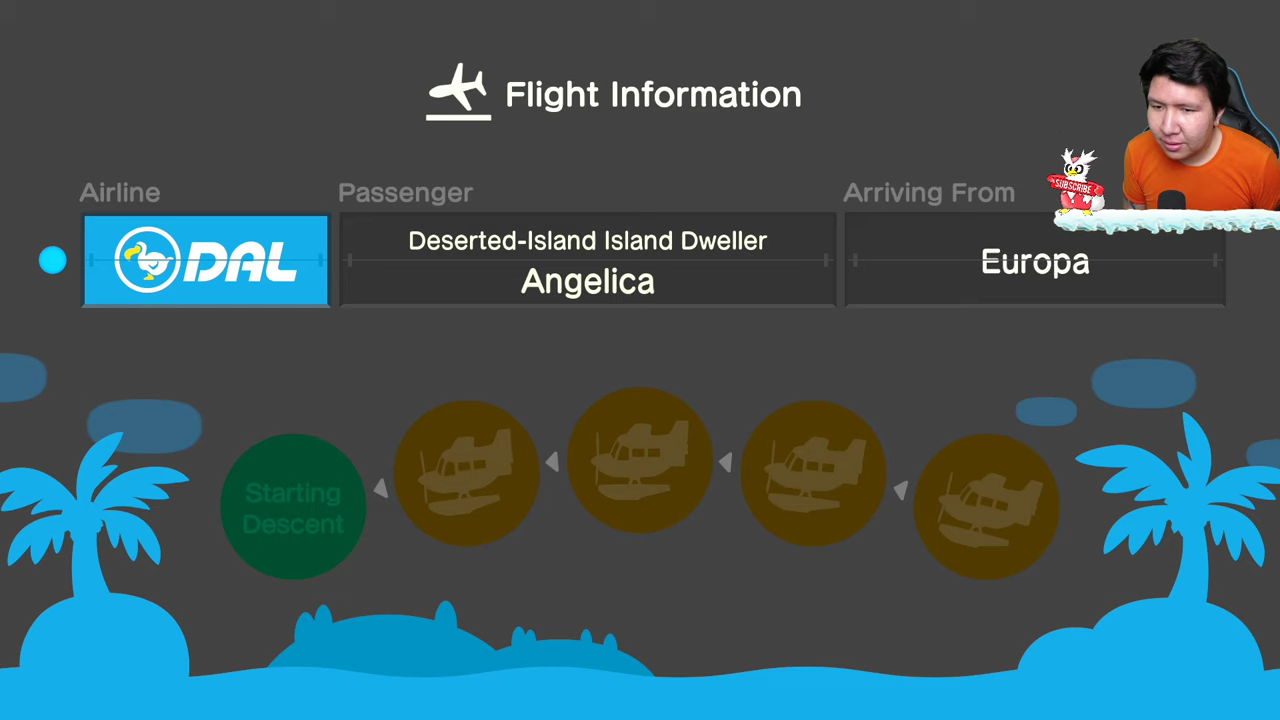 Flight Information
Airline
Passenger
Arriving From
SUBSCRIBE
DAL
Deserted-Island Island Dweller
Angelica
Europa
Starting
Descent